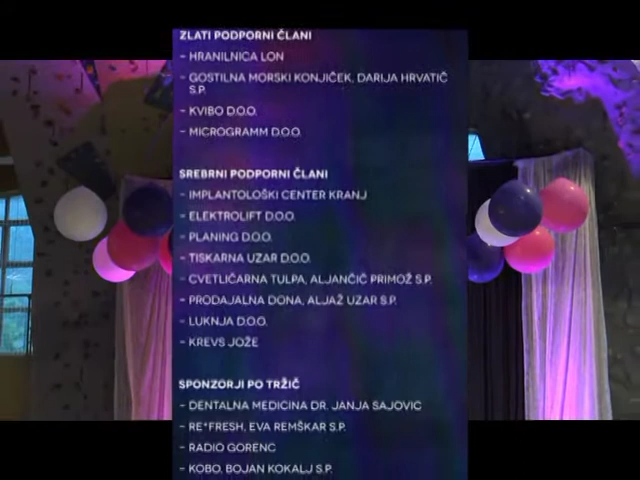 ZLATI PODPORNI ČLANI
- HRANILNICA LON
- GOSTILNA MORSKI KONJIČEK, DARIJA HRVATIČ
S.P.
- KVIBO D.O.O.
- MICROGRAMM D.O.O.
SREBRNI PODPORNI ČLANI
- IMPLANTOLOŠKI CENTER KRANJ
- ELEKTROLIFT D.O.O.
- PLANING D.O.O.
- TISKARNA UZAR D.O.O.
- CVETLIČARNA TULPA, ALJANČIČ PRIMOŽ S.P.
- PRODAJALNA DONA, ALJAŽ UZAR S.P.
- LUKNJA D.O.O.
- KREVS JOŽE
SPONZORJI PO TRŽIČ
- DENTALNA MEDICINA DR. JANJA SAJOVIC
- RE*FRESH, EVA REMŠKAR S.P.
- RADIO GORENC
- KOBO, BOJAN KOKALJ S.P.